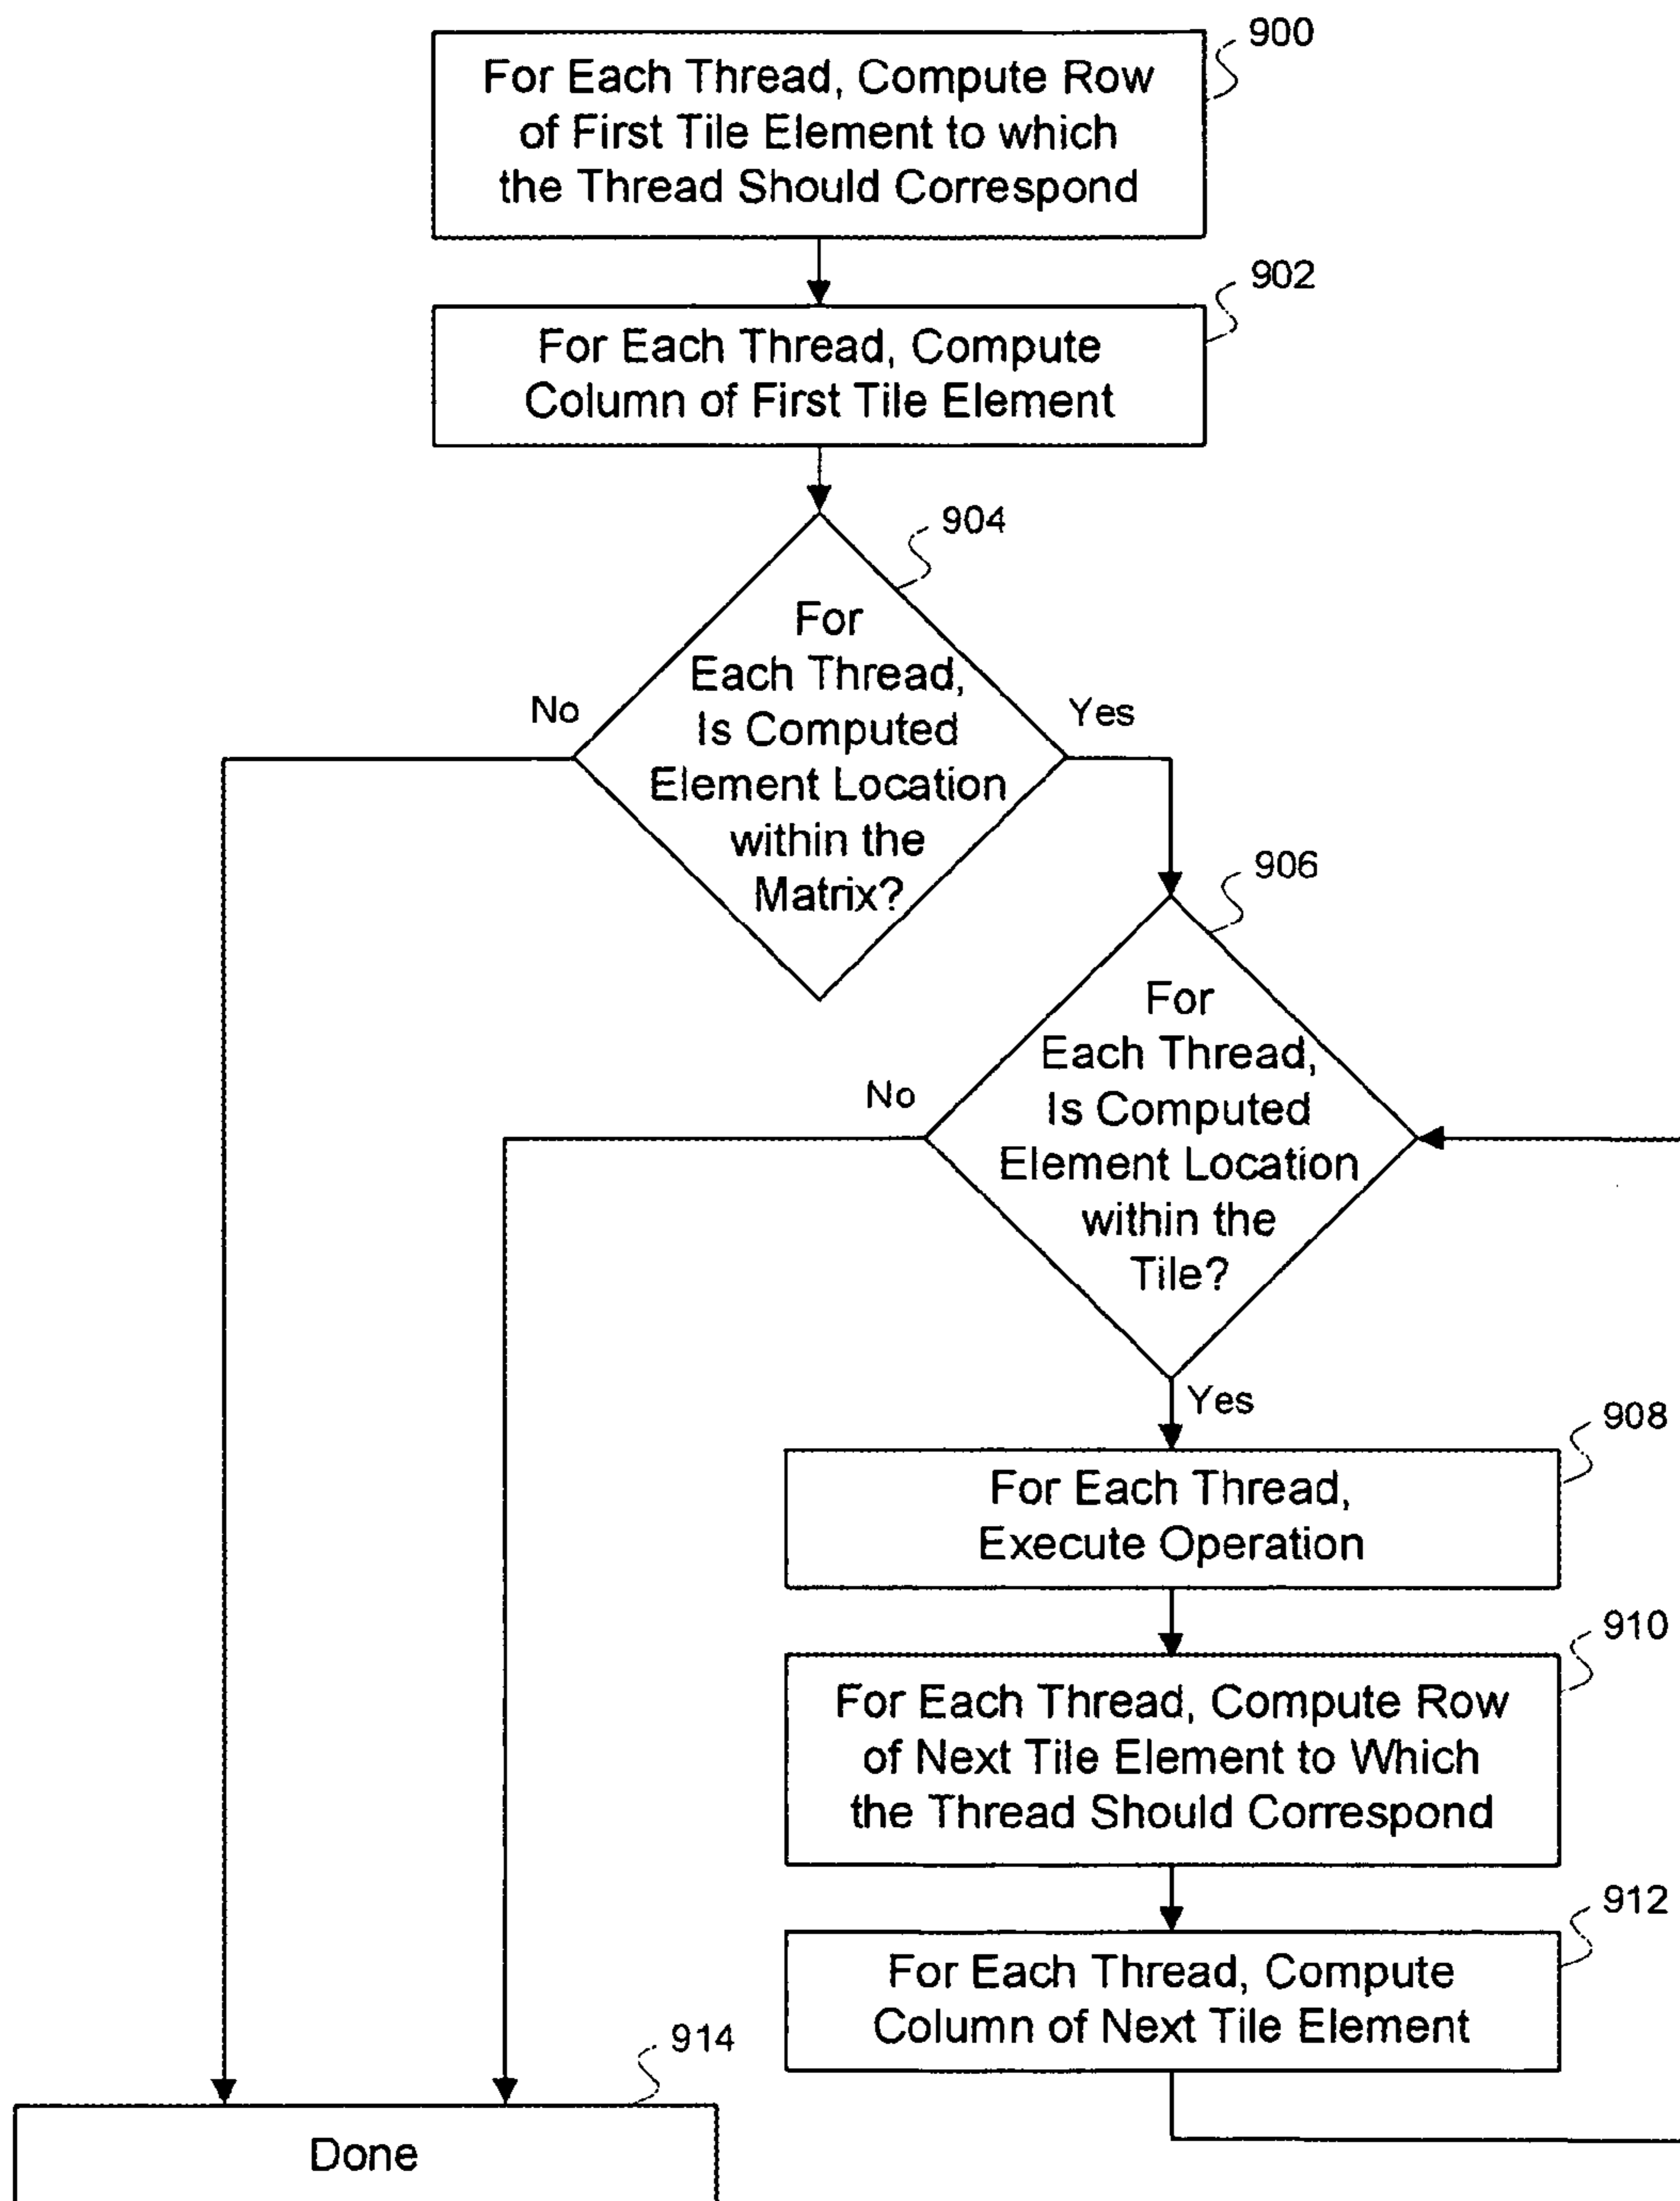 900
For Each Thread, Compute Row
of First Tile Element to which
the Thread Should Correspond
902
For Each Thread, Compute
Column of First Tile Element
904
For
Each Thread,
Is Computed
Element Location
within the
Matrix?
No
Yes
906
For
Each Thread,
Is Computed
Element Location
within the
Tile?
No
Yes
908
For Each Thread,
Execute Operation
910
For Each Thread, Compute Row
of Next Tile Element to Which
the Thread Should Correspond
912
For Each Thread, Compute
Column of Next Tile Element
914
Done